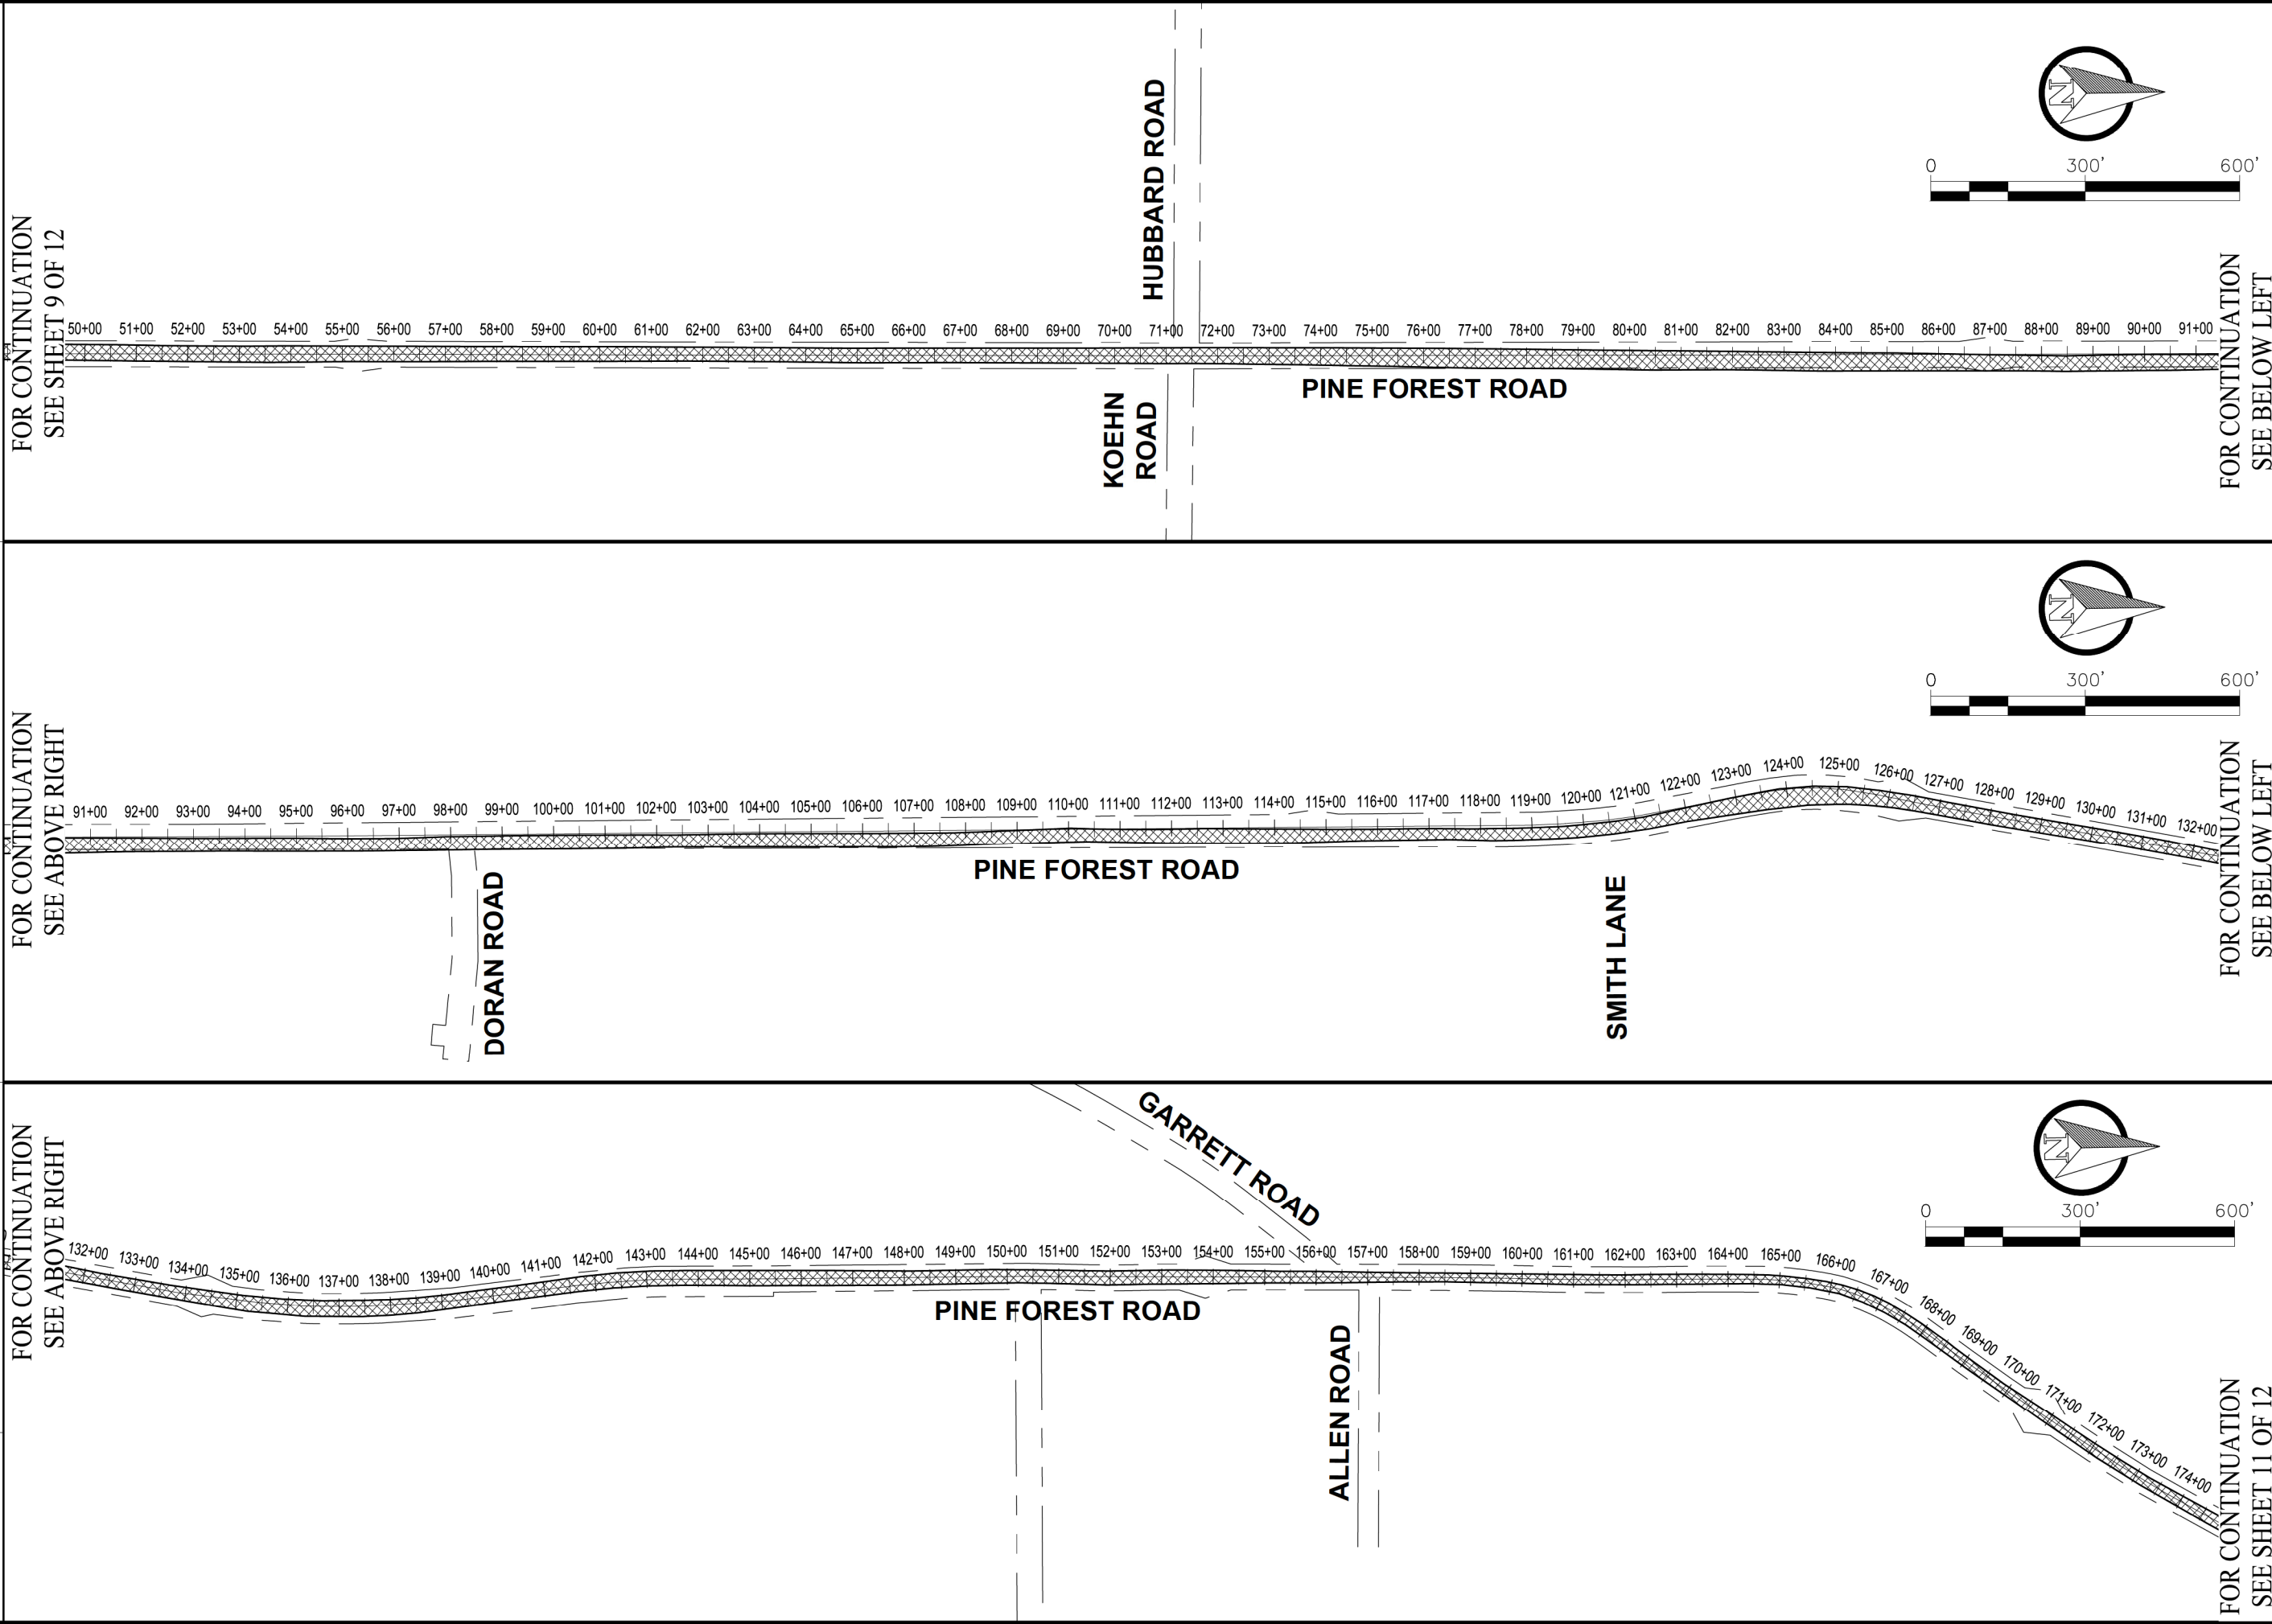 HUBBARD ROAD
N
0 300' 600'
FOR CONTINUATION
SEE SHEET 9 OF 12
50+00 51+00 52+00 53+00 54+00 55+00 56+00 57+00 58+00 59+00 60+00 61+00 62+00 63+00 64+00 65+00 66+00 67+00 68+00 69+00 70+00 71+00 72+00 73+00 74+00 75+00 76+00 77+00 78+00 79+00 80+00 81+00 82+00 83+00 84+00 85+00 86+00 87+00 88+00 89+00 90+00 91+00
PINE FOREST ROAD
KOEHN
ROAD
FOR CONTINUATION
SEE BELOW LEFT
N
0 300' 600'
FOR CONTINUATION
SEE ABOVE RIGHT
91+00 92+00 93+00 94+00 95+00 96+00 97+00 98+00 99+00 100+00 101+00 102+00 103+00 104+00 105+00 106+00 107+00 108+00 109+00 110+00 111+00 112+00 113+00 114+00 115+00 116+00 117+00 118+00 119+00 120+00 121+00 122+00 123+00 124+00 125+00 126+00 127+00 128+00 129+00 130+00 131+00 132+00
PINE FOREST ROAD
DORAN ROAD
SMITH LANE
FOR CONTINUATION
SEE BELOW LEFT
GARRETT ROAD
N
0 300' 600'
FOR CONTINUATION
SEE ABOVE RIGHT
132+00 133+00 134+00 135+00 136+00 137+00 138+00 139+00 140+00 141+00 142+00 143+00 144+00 145+00 146+00 147+00 148+00 149+00 150+00 151+00 152+00 153+00 154+00 155+00 156+00 157+00 158+00 159+00 160+00 161+00 162+00 163+00 164+00 165+00 166+00 167+00 168+00 169+00 170+00 171+00 172+00 173+00 174+00
PINE FOREST ROAD
ALLEN ROAD
FOR CONTINUATION
SEE SHEET 11 OF 12